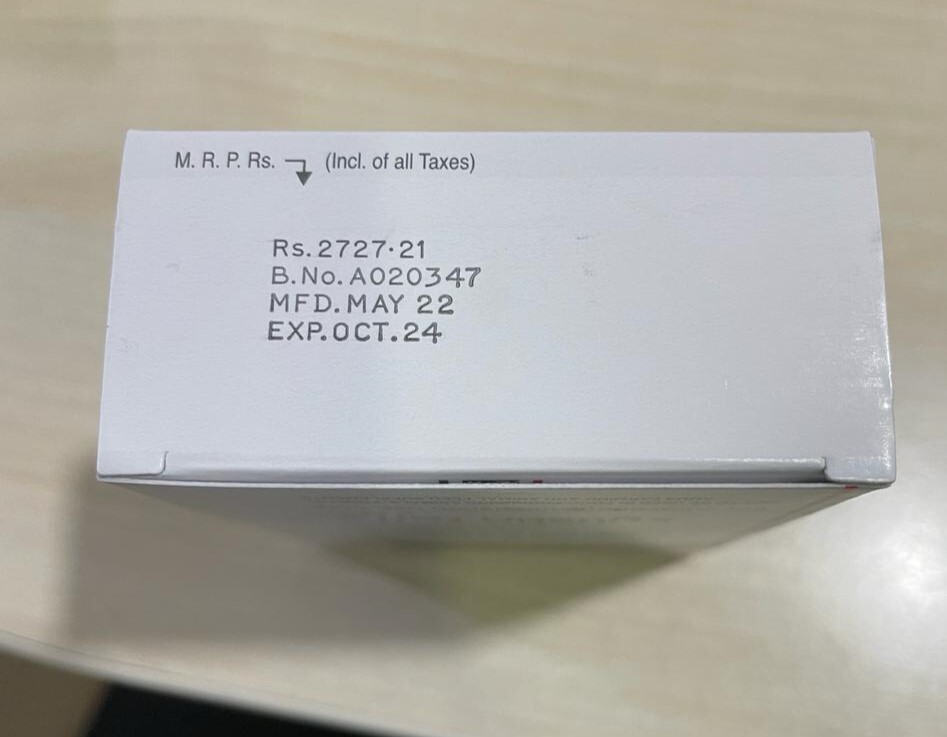 M. R. P. Rs. (Incl. of all Taxes)
Rs.2727·21
B.No.A020347
MFD.MAY 22
EXP.OCT.24